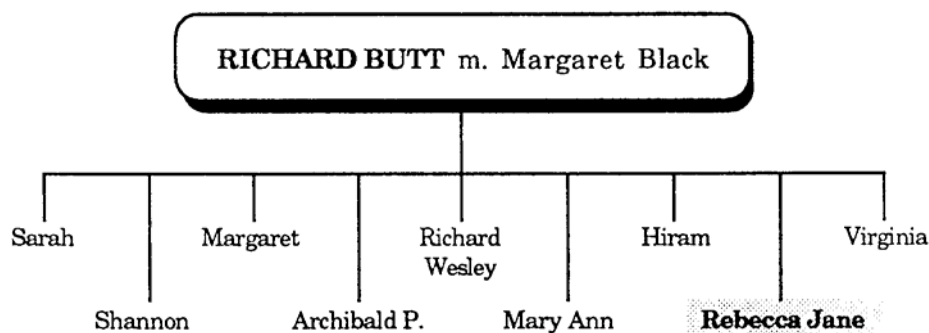 RICHARD BUTT m. Margaret Black
Sarah Margaret Richard Wesley Hiram Virginia
Shannon Archibald P. Mary Ann Rebecca Jane